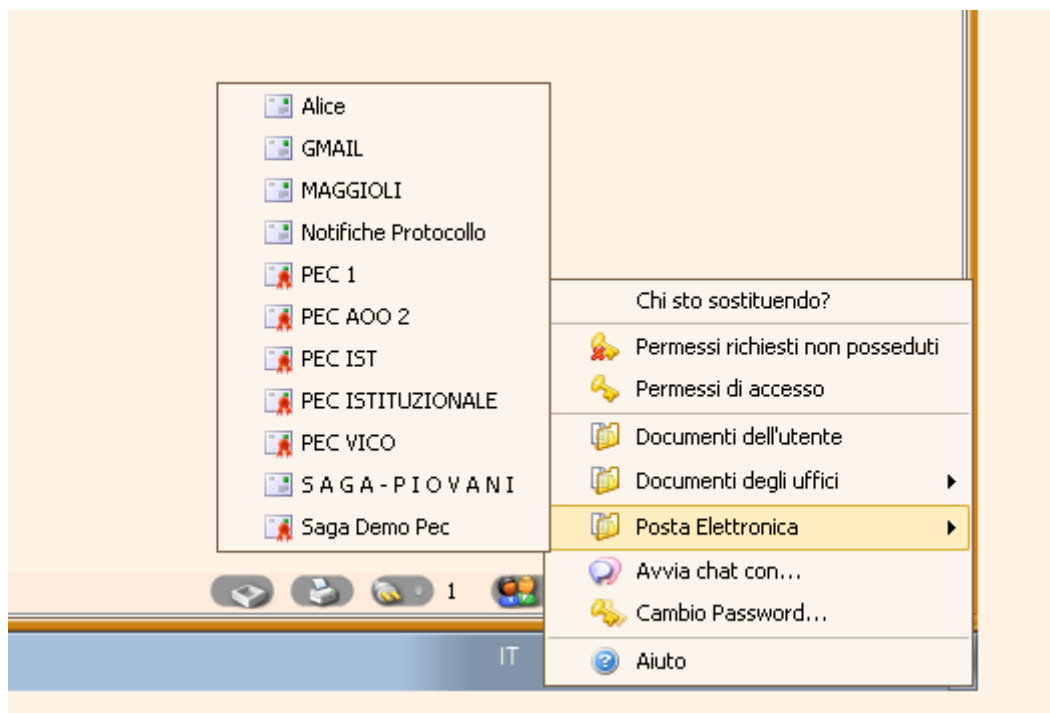 Alice
GMAIL
MAGGIOLI
Notifiche Protocollo
PEC 1
PEC AOO 2
PEC IST
PEC ISTITUZIONALE
PEC VICO
S A G A - P I O V A N I
Saga Demo Pec
Chi sto sostituendo?
Permessi richiesti non posseduti
Permessi di accesso
Documenti dell'utente
Documenti degli uffici
Posta Elettronica
Avvia chat con...
Cambio Password...
Aiuto
1
IT